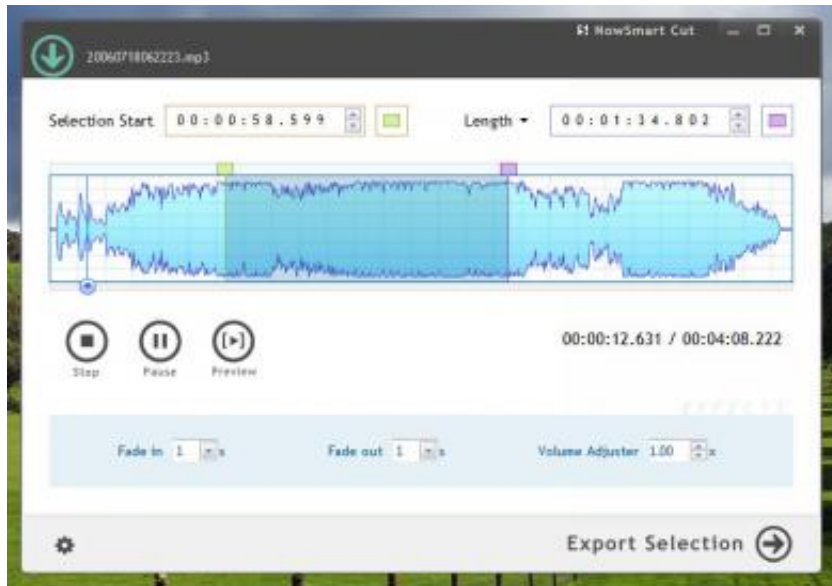 NowSmart Cut
20060718062223.mp3
Selection Start 00:00:58.599 Length 00:01:34.802
Stop Pause Preview
00:00:12.631 / 00:04:08.222
Fade in 1 s Fade out 1 s Volume Adjuster 1.00 x
Export Selection